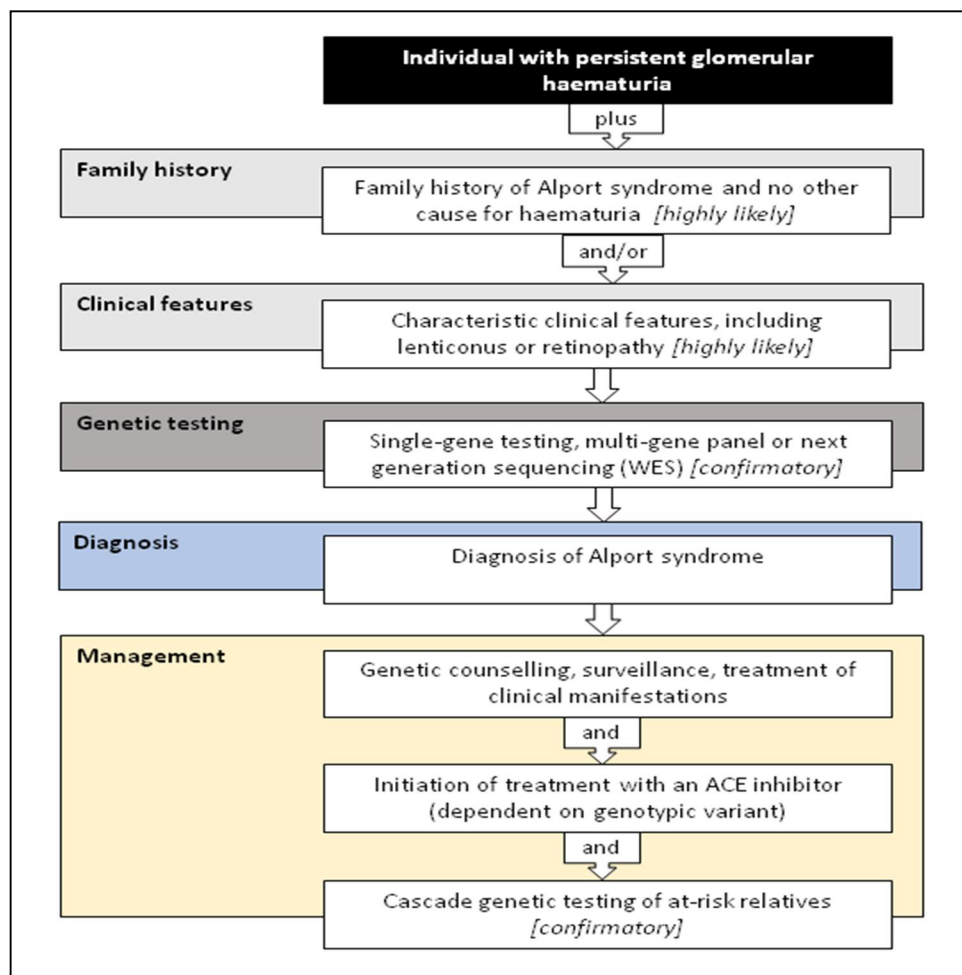 Individual with persistent glomerular
haematuria
plus
Family history
Family history of Alport syndrome and no other
cause for haematuria [highly likely]
and/or
Clinical features
Characteristic clinical features, including
lenticonus or retinopathy [highly likely]
Genetic testing
Single-gene testing, multi-gene panel or next
generation sequencing (WES) [confirmatory]
Diagnosis
Diagnosis of Alport syndrome
Management
Genetic counselling, surveillance, treatment of
clinical manifestations
and
Initiation of treatment with an ACE inhibitor
(dependent on genotypic variant)
and
Cascade genetic testing of at-risk relatives
[confirmatory]